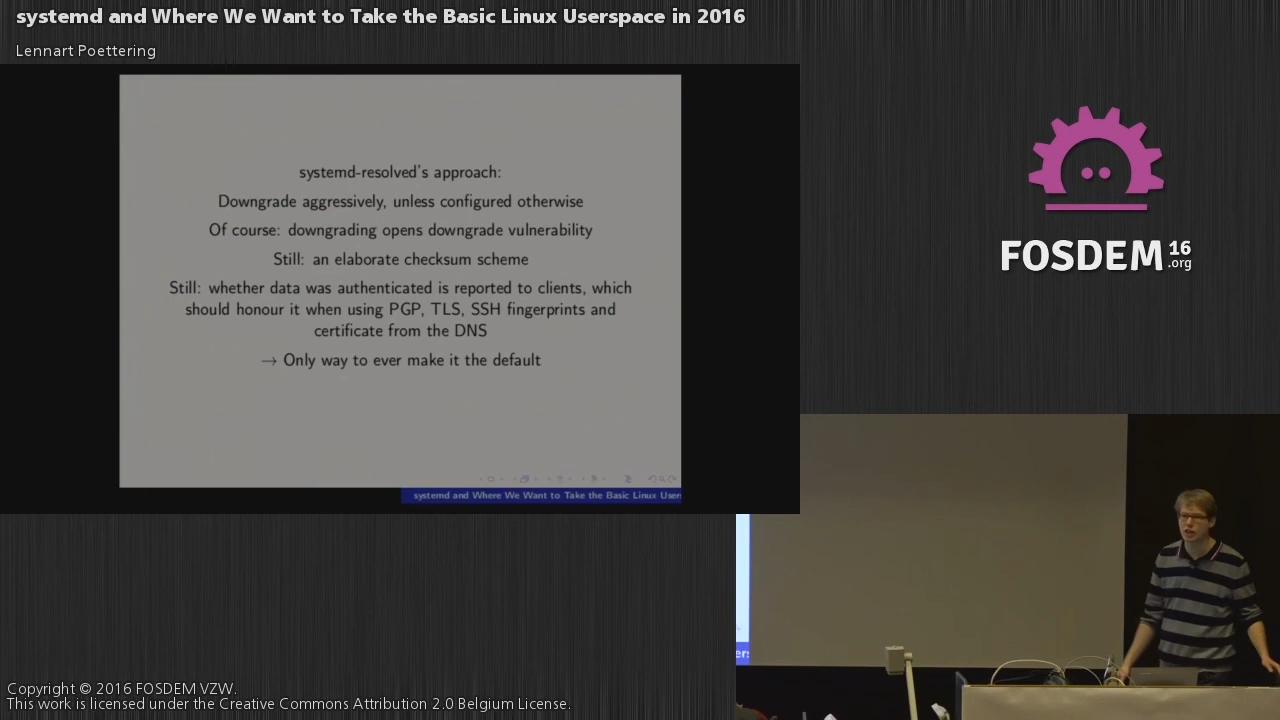 systemd and Where We Want to Take the Basic Linux Userspace in 2016
Lennart Poettering
systemd-resolved's approach:
Downgrade aggressively, unless configured otherwise
Of course: downgrading opens downgrade vulnerability
Still: an elaborate checksum scheme
Still: whether data was authenticated is reported to clients, which
should honour it when using PGP, TLS, SSH fingerprints and
certificate from the DNS
→ Only way to ever make it the default
systemd and Where We Want to Take the Basic Linux User
FOSDEM 16
.org
ers
Copyright © 2016 FOSDEM VZW.
This work is licensed under the Creative Commons Attribution 2.0 Belgium License.